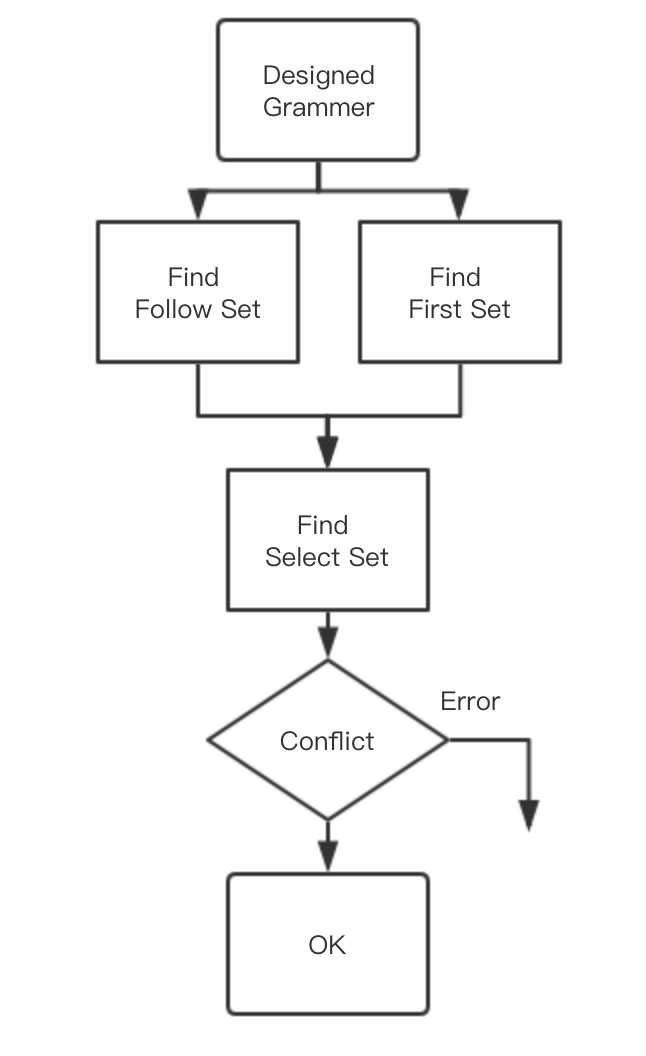 Designed
Grammer
Find
Follow Set
Find
First Set
Find
Select Set
Error
Conflict
OK